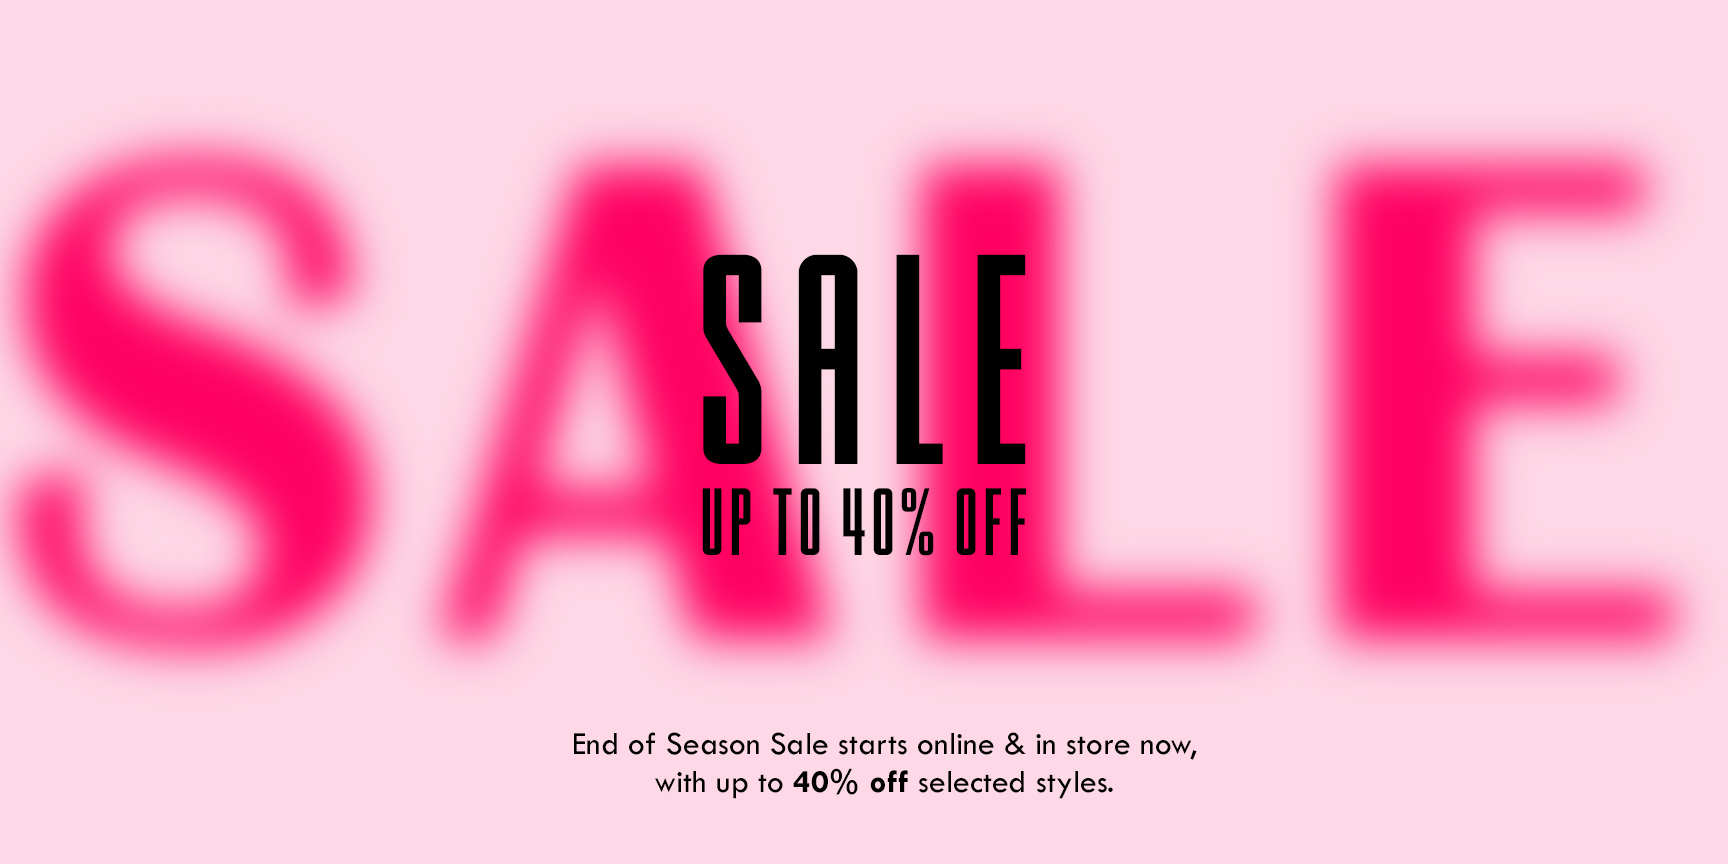 SALE
SALE
UP TO 40% OFF
End of Season Sale starts online & in store now,
with up to 40% off selected styles.